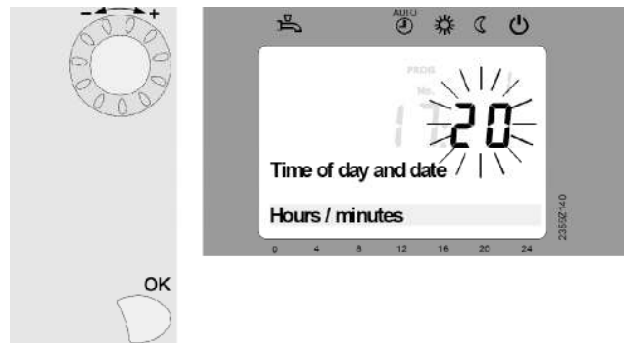 - +
OK
AUTO
PROG
No.
17:20
Time of day and date
Hours / minutes
0 4 8 12 16 20 24